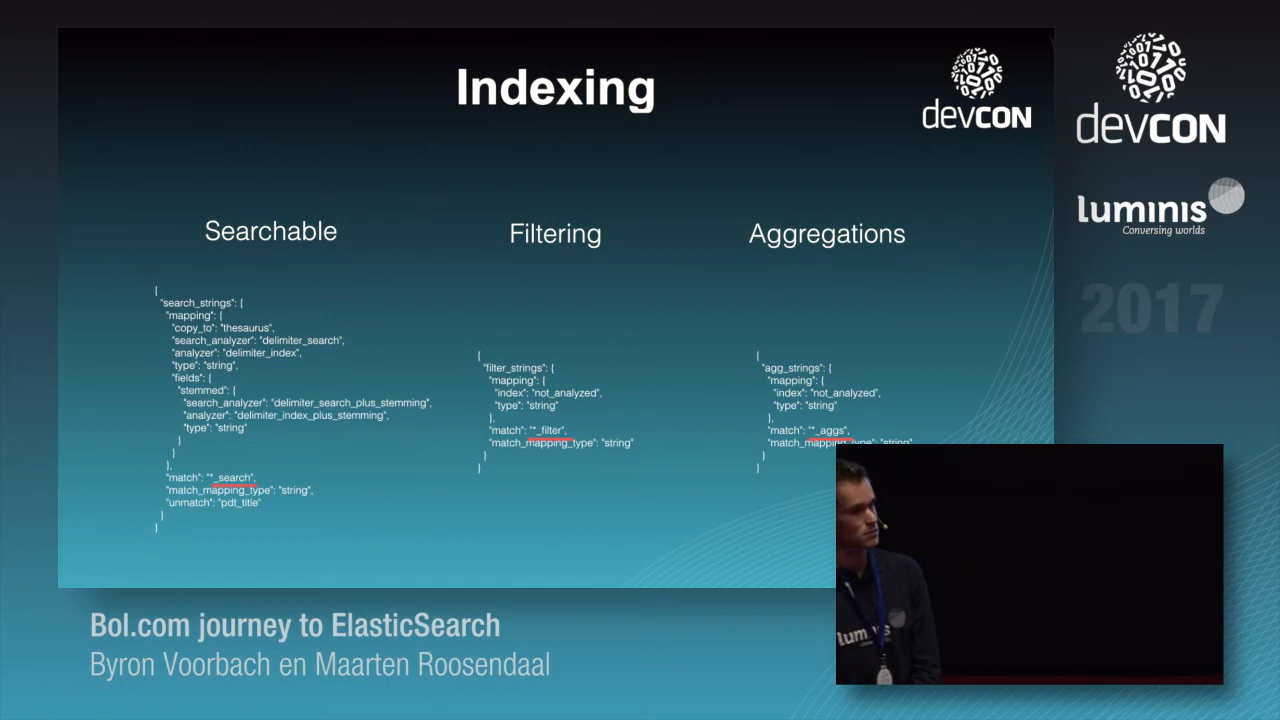 Indexing
devcon
devcon
luminis
Conversing worlds
2017
Searchable
{
"search_strings": {
"mapping": {
"copy_to": "thesaurus",
"search_analyzer": "delimiter_search",
"analyzer": "delimiter_index",
"type": "string",
"fields": {
"stemmed": {
"search_analyzer": "delimiter_search_plus_stemming",
"analyzer": "delimiter_index_plus_stemming",
"type": "string"
}
}
},
"match": "*_search",
"match_mapping_type": "string",
"unmatch": "pdt_title"
}
}
Filtering
{
"filter_strings": {
"mapping": {
"index": "not_analyzed",
"type": "string"
},
"match": "*_filter",
"match_mapping_type": "string"
}
}
Aggregations
{
"agg_strings": {
"mapping": {
"index": "not_analyzed",
"type": "string"
},
"match": "*_aggs",
"match_mapping_type": "string"
}
}
Bol.com journey to ElasticSearch
Byron Voorbach en Maarten Roosendaal